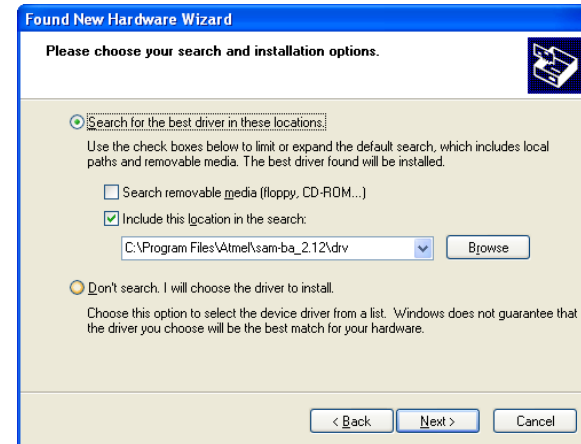 Found New Hardware Wizard
Please choose your search and installation options.
Search for the best driver in these locations.
Use the check boxes below to limit or expand the default search, which includes local
paths and removable media. The best driver found will be installed.
Search removable media (floppy, CD-ROM...)
Include this location in the search:
C:\Program Files\Atmel\sam-ba_2.12\drv
Browse
Don't search. I will choose the driver to install.
Choose this option to select the device driver from a list. Windows does not guarantee that
the driver you choose will be the best match for your hardware.
< Back
Next >
Cancel